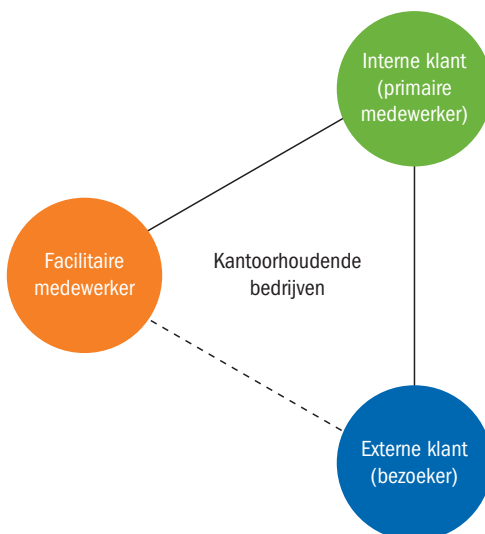 Interne klant
(primaire
medewerker)
Facilitaire
medewerker
Kantoorhoudende
bedrijven
Externe klant
(bezoeker)